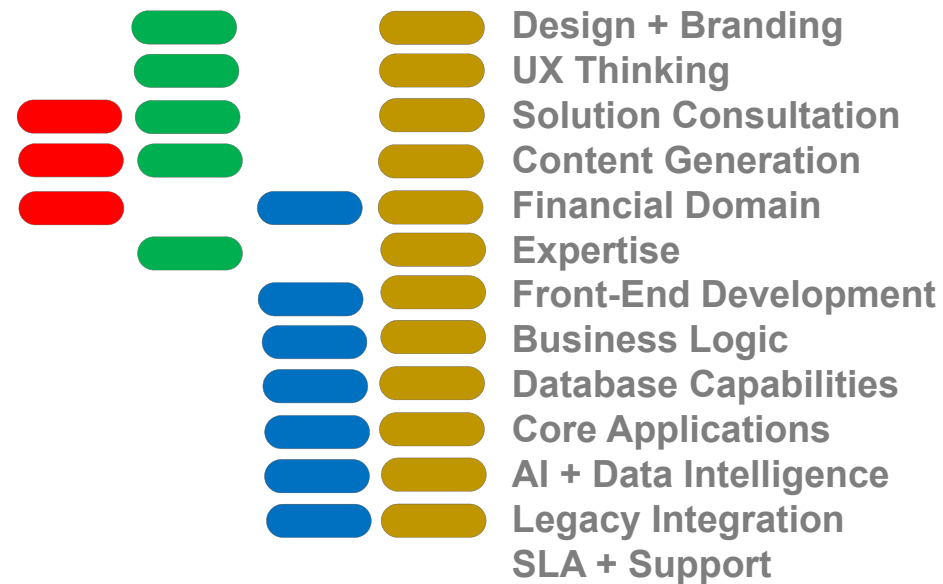 Design + Branding
UX Thinking
Solution Consultation
Content Generation
Financial Domain
Expertise
Front-End Development
Business Logic
Database Capabilities
Core Applications
AI + Data Intelligence
Legacy Integration
SLA + Support